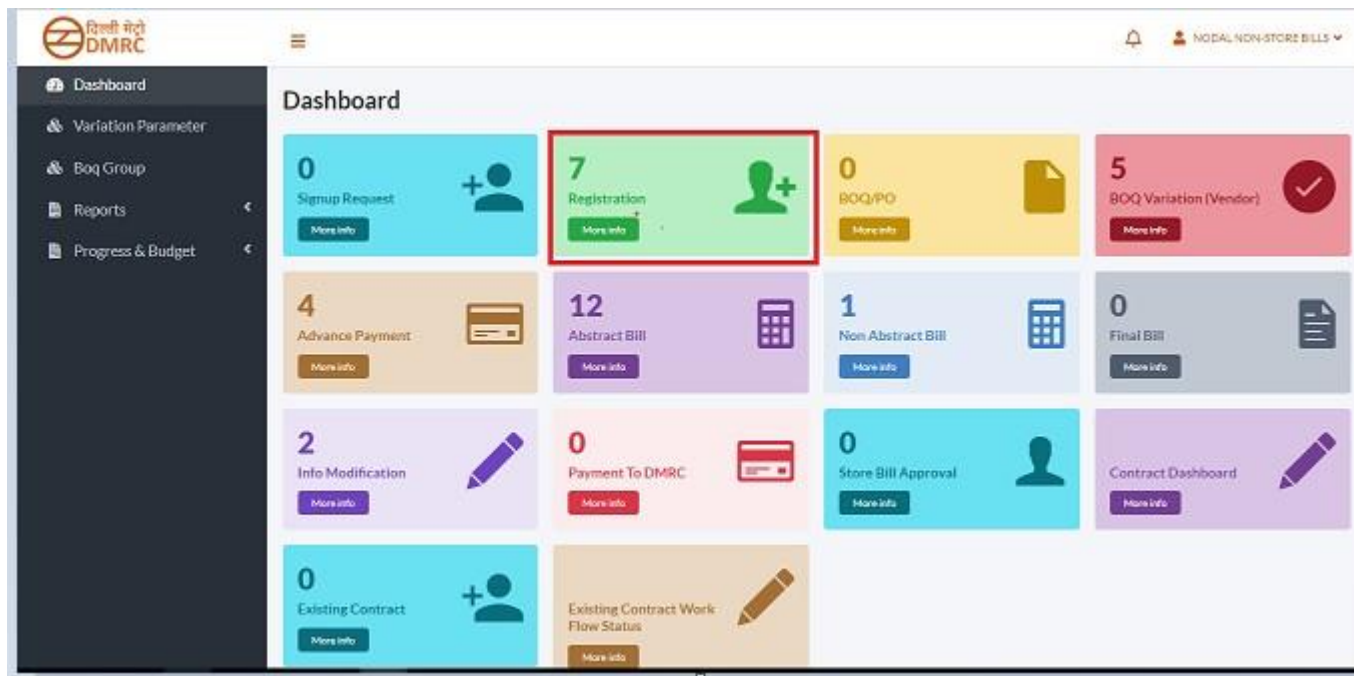 दिल्ली मेट्रो
DMRC
NODAL NON-STORE BILLS
Dashboard
Variation Parameter
Boq Group
Reports
Progress & Budget
Dashboard
0
Signup Request
More info
7
Registration
More info
0
BOQ/PO
More info
5
BOQ Variation (Vendor)
More info
4
Advance Payment
More info
12
Abstract Bill
More info
1
Non Abstract Bill
More info
0
Final Bill
More info
2
Info Modification
More info
0
Payment To DMRC
More info
0
Store Bill Approval
More info
Contract Dashboard
More info
0
Existing Contract
More info
Existing Contract Work
Flow Status
More info